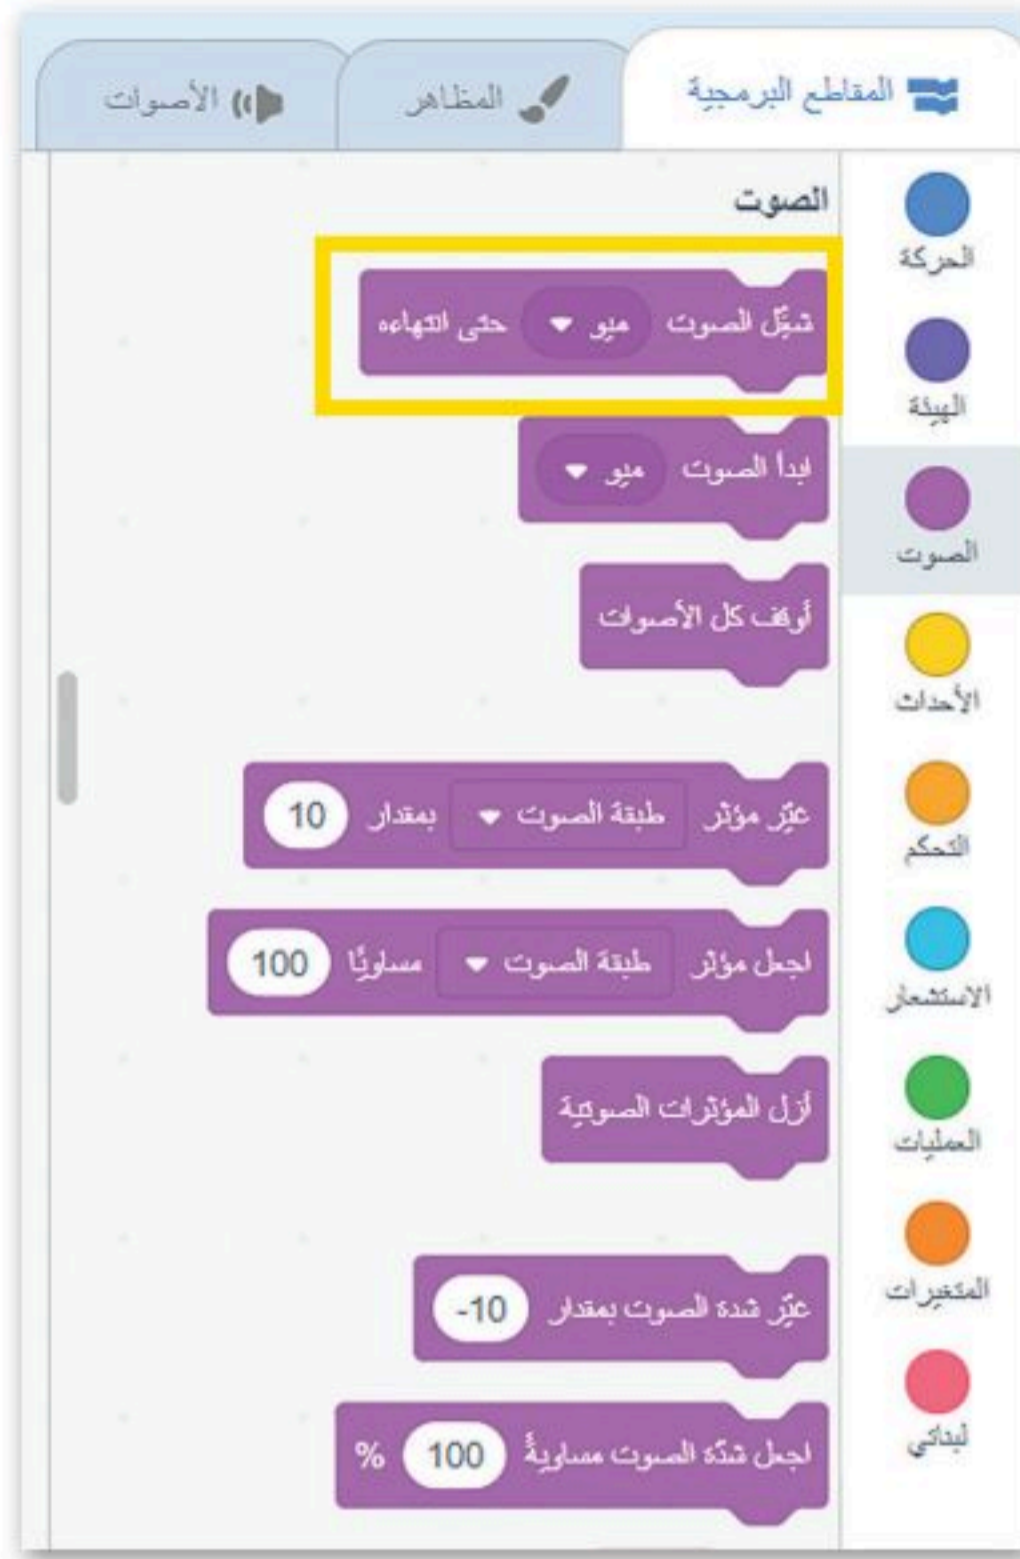 المقاطع البرمجية
المظاهر
الأصوات
الحركة
الهيئة
الصوت
الأحداث
التحكم
الاستشعار
العمليات
المتغيرات
لبناتي
الصوت
شغِّل الصوت ميو حتى انتهاءه
ابدأ الصوت ميو
أوقف كل الأصوات
غيِّر مؤثر طبقة الصوت بمقدار 10
اجعل مؤثر طبقة الصوت مساويًا 100
أزل المؤثرات الصوتية
غيِّر شدة الصوت بمقدار -10
اجعل شدّة الصوت مساويةً 100 %